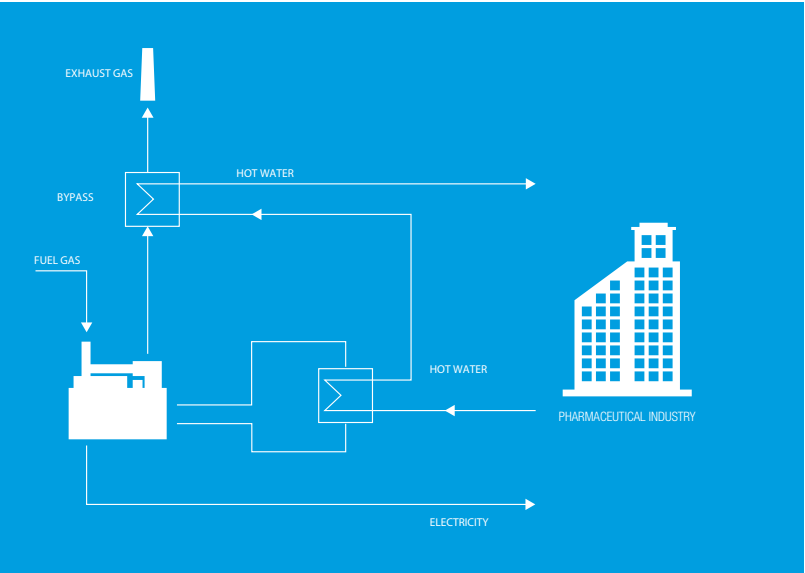 EXHAUST GAS
HOT WATER
BYPASS
FUEL GAS
HOT WATER
PHARMACEUTICAL INDUSTRY
ELECTRICITY